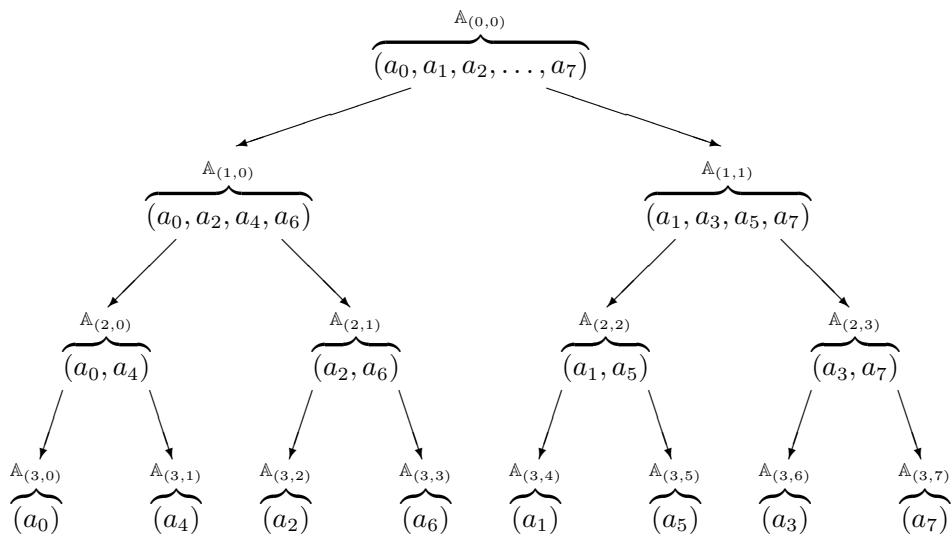 𝔸(0,0)
(a₀, a₁, a₂, . . . , a₇)
𝔸(1,0) 𝔸(1,1)
(a₀, a₂, a₄, a₆) (a₁, a₃, a₅, a₇)
𝔸(2,0) 𝔸(2,1) 𝔸(2,2) 𝔸(2,3)
(a₀, a₄) (a₂, a₆) (a₁, a₅) (a₃, a₇)
𝔸(3,0) 𝔸(3,1) 𝔸(3,2) 𝔸(3,3) 𝔸(3,4) 𝔸(3,5) 𝔸(3,6) 𝔸(3,7)
(a₀) (a₄) (a₂) (a₆) (a₁) (a₅) (a₃) (a₇)